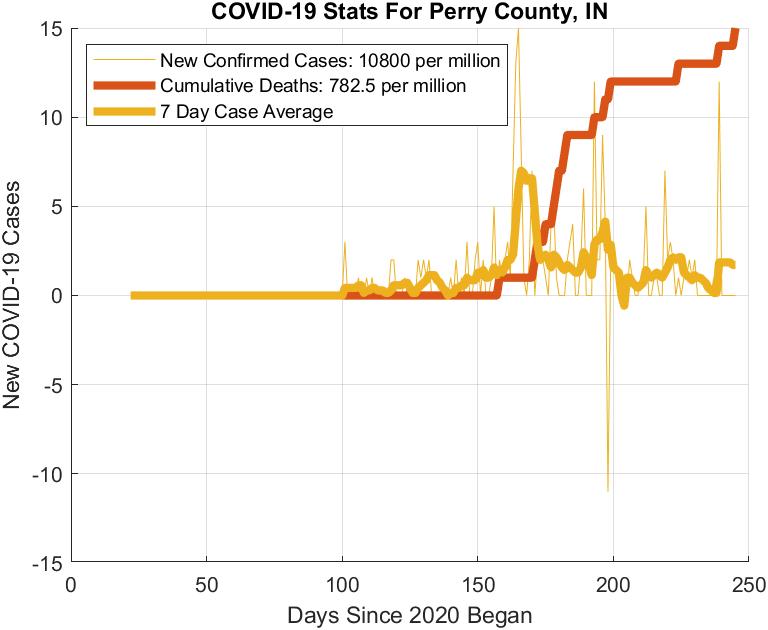 COVID-19 Stats For Perry County, IN
New Confirmed Cases: 10800 per million
Cumulative Deaths: 782.5 per million
7 Day Case Average
New COVID-19 Cases
15
10
5
0
-5
-10
-15
0 50 100 150 200 250
Days Since 2020 Began